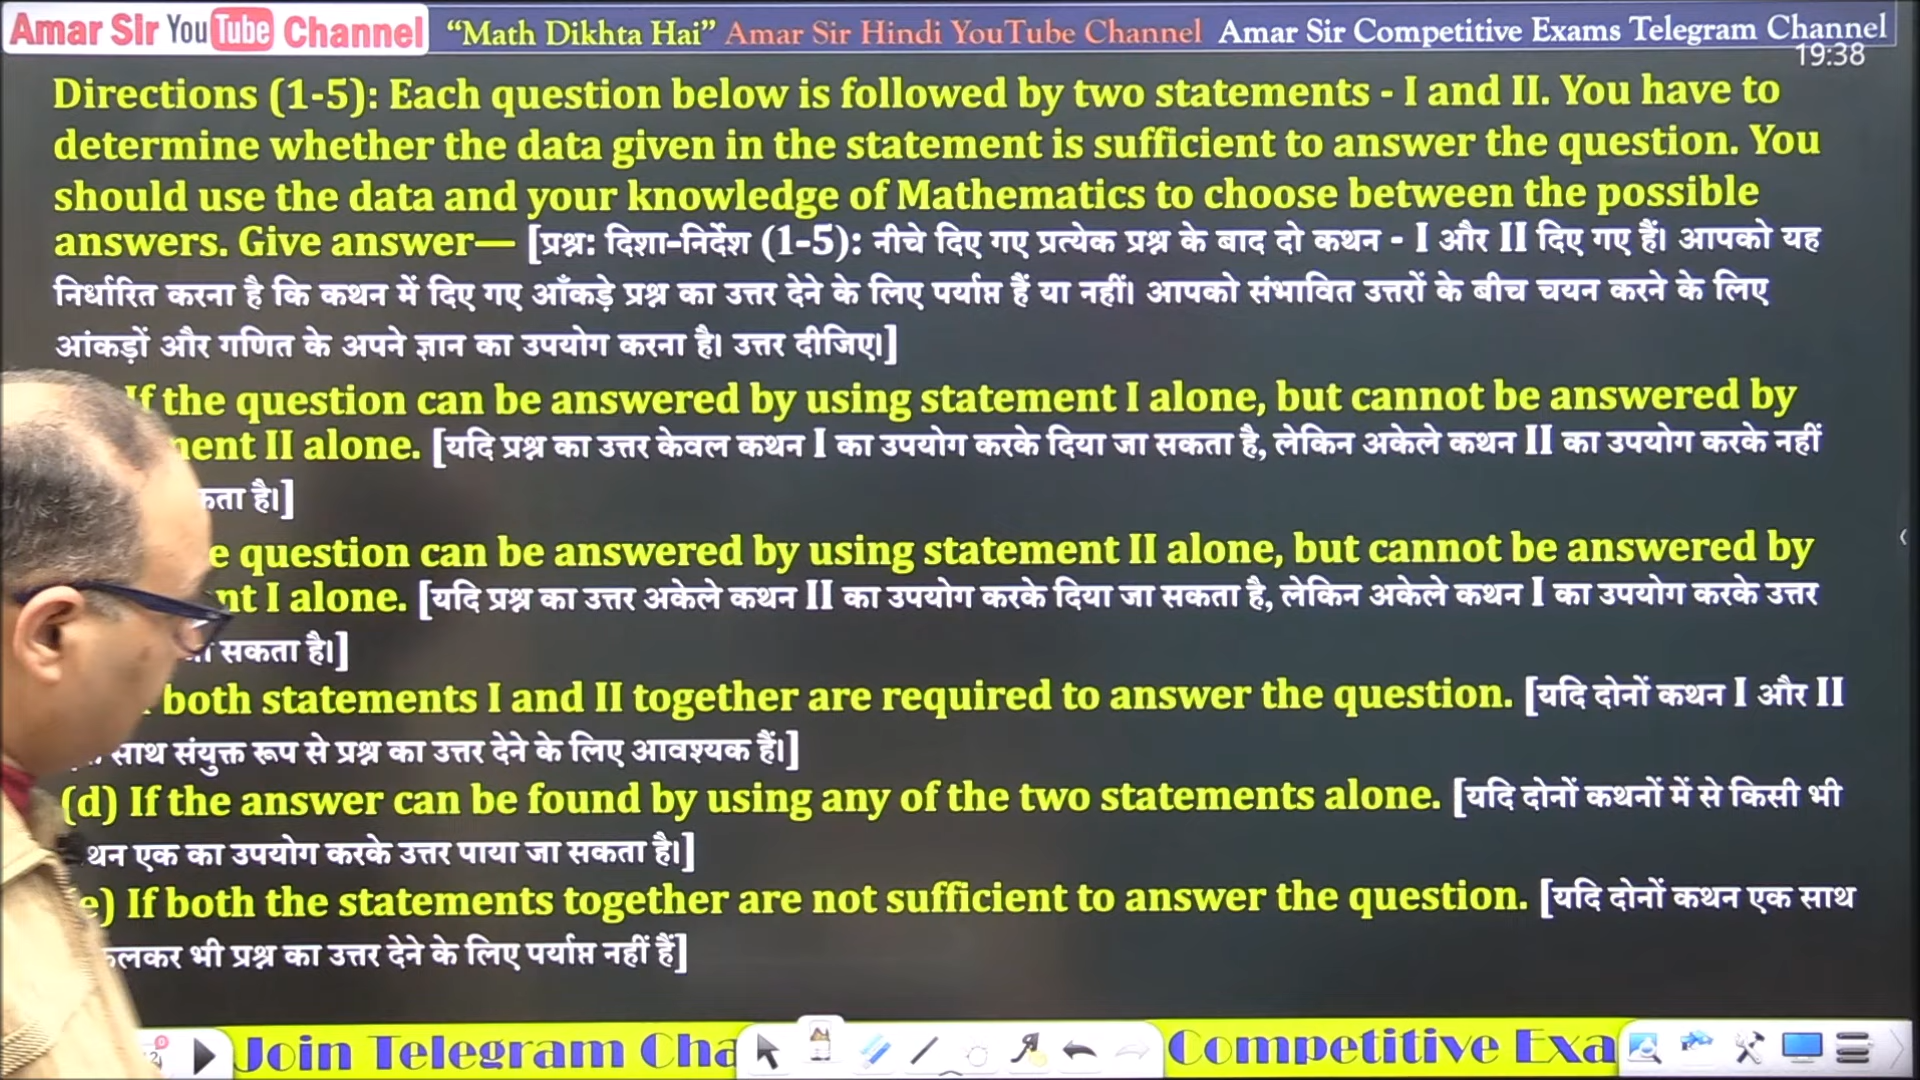 Amar Sir YouTube Channel "Math Dikhta Hai" Amar Sir Hindi YouTube Channel Amar Sir Competitive Exams Telegram Channel
19:38
Directions (1-5): Each question below is followed by two statements - I and II. You have to
determine whether the data given in the statement is sufficient to answer the question. You
should use the data and your knowledge of Mathematics to choose between the possible
answers. Give answer— [प्रश्न: दिशा-निर्देश (1-5): नीचे दिए गए प्रत्येक प्रश्न के बाद दो कथन - I और II दिए गए हैं। आपको यह
निर्धारित करना है कि कथन में दिए गए आँकड़े प्रश्न का उत्तर देने के लिए पर्याप्त हैं या नहीं। आपको संभावित उत्तरों के बीच चयन करने के लिए
आंकड़ों और गणित के अपने ज्ञान का उपयोग करना है। उत्तर दीजिए।]
If the question can be answered by using statement I alone, but cannot be answered by
II alone. [यदि प्रश्न का उत्तर केवल कथन I का उपयोग करके दिया जा सकता है, लेकिन अकेले कथन II का उपयोग करके नहीं
है।]
question can be answered by using statement II alone, but cannot be answered by
I alone. [यदि प्रश्न का उत्तर अकेले कथन II का उपयोग करके दिया जा सकता है, लेकिन अकेले कथन I का उपयोग करके उत्तर
सकता है।]
both statements I and II together are required to answer the question. [यदि दोनों कथन I और II
साथ संयुक्त रूप से प्रश्न का उत्तर देने के लिए आवश्यक हैं।]
(d) If the answer can be found by using any of the two statements alone. [यदि दोनों कथनों में से किसी भी
एक का उपयोग करके उत्तर पाया जा सकता है।]
e) If both the statements together are not sufficient to answer the question. [यदि दोनों कथन एक साथ
भी प्रश्न का उत्तर देने के लिए पर्याप्त नहीं हैं]
Join Telegram Competitive